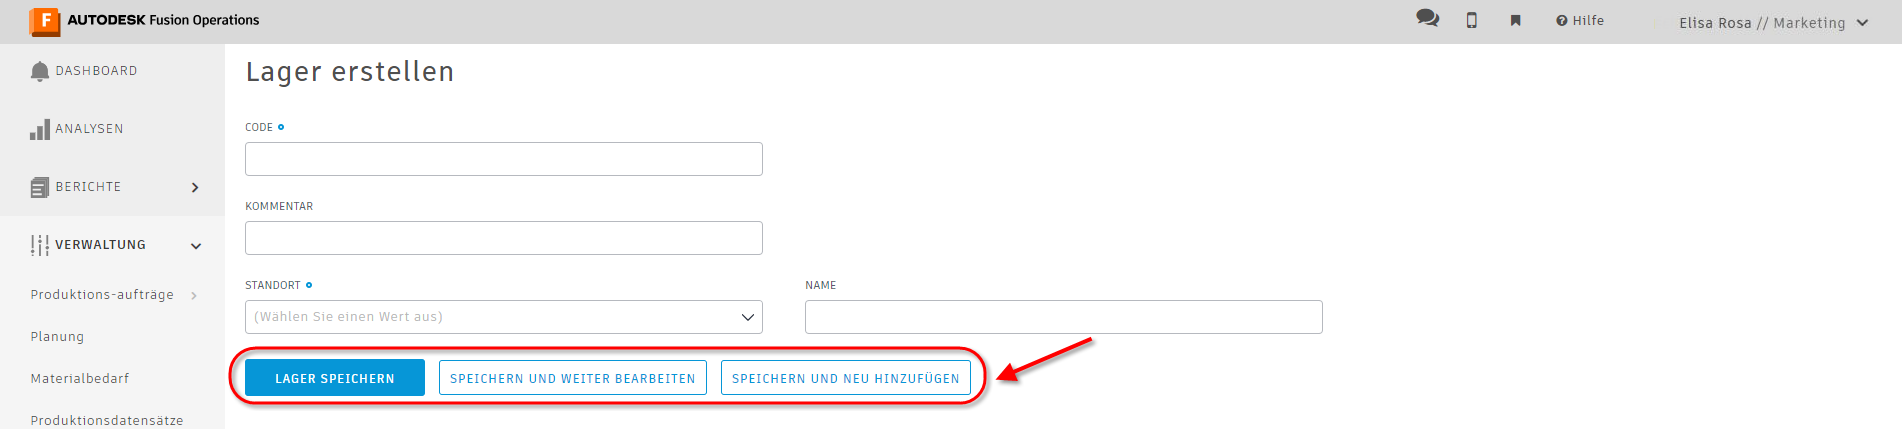 AUTODESK Fusion Operations
Hilfe
Elisa Rosa // Marketing
DASHBOARD
ANALYSEN
BERICHTE
VERWALTUNG
Produktions-aufträge
Planung
Materialbedarf
Produktionsdatensätze
Lager erstellen
CODE
KOMMENTAR
STANDORT
(Wählen Sie einen Wert aus)
NAME
LAGER SPEICHERN
SPEICHERN UND WEITER BEARBEITEN
SPEICHERN UND NEU HINZUFÜGEN